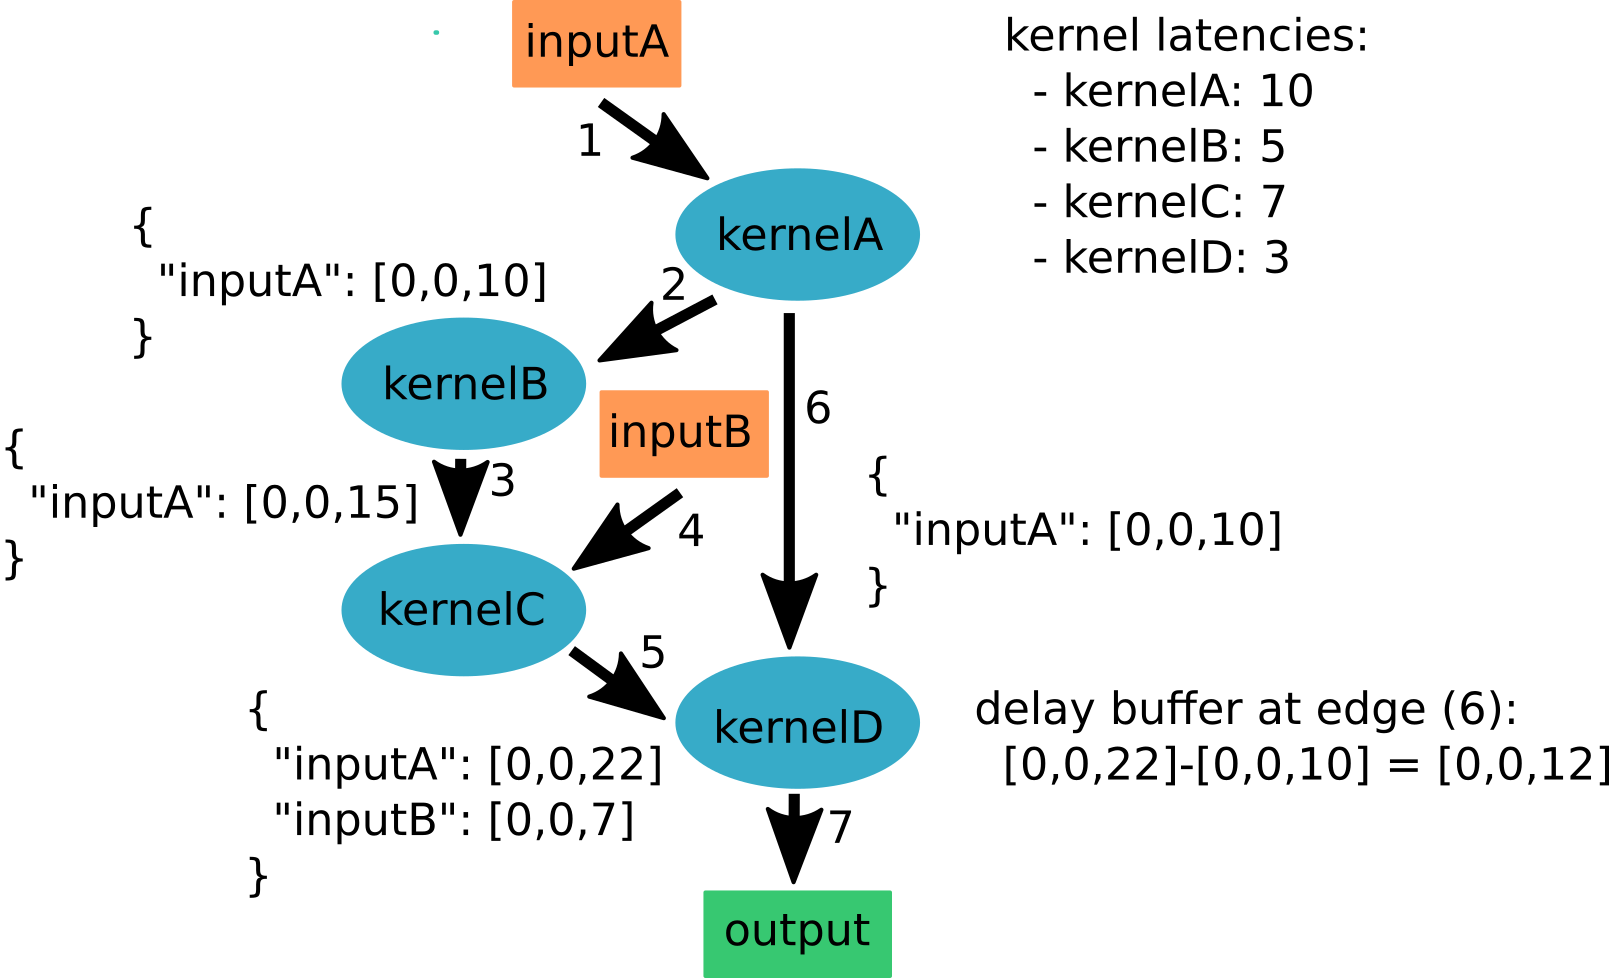 inputA
kernel latencies:
- kernelA: 10
- kernelB: 5
- kernelC: 7
- kernelD: 3
1
kernelA
{
"inputA": [0,0,10]
}
2
kernelB
inputB
6
{
"inputA": [0,0,15]
}
3
4
{
"inputA": [0,0,10]
}
kernelC
5
{
"inputA": [0,0,22]
"inputB": [0,0,7]
}
kernelD
delay buffer at edge (6):
[0,0,22]-[0,0,10] = [0,0,12]
7
output